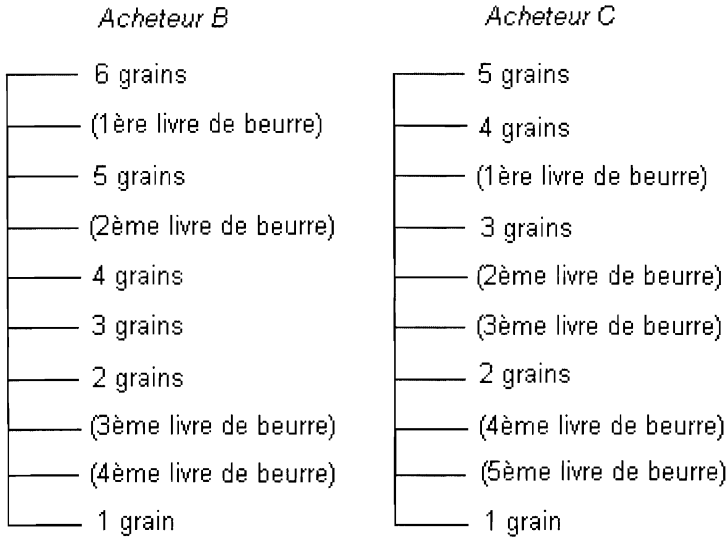 Acheteur B
6 grains
(1ère livre de beurre)
5 grains
(2ème livre de beurre)
4 grains
3 grains
2 grains
(3ème livre de beurre)
(4ème livre de beurre)
1 grain
Acheteur C
5 grains
4 grains
(1ère livre de beurre)
3 grains
(2ème livre de beurre)
(3ème livre de beurre)
2 grains
(4ème livre de beurre)
(5ème livre de beurre)
1 grain